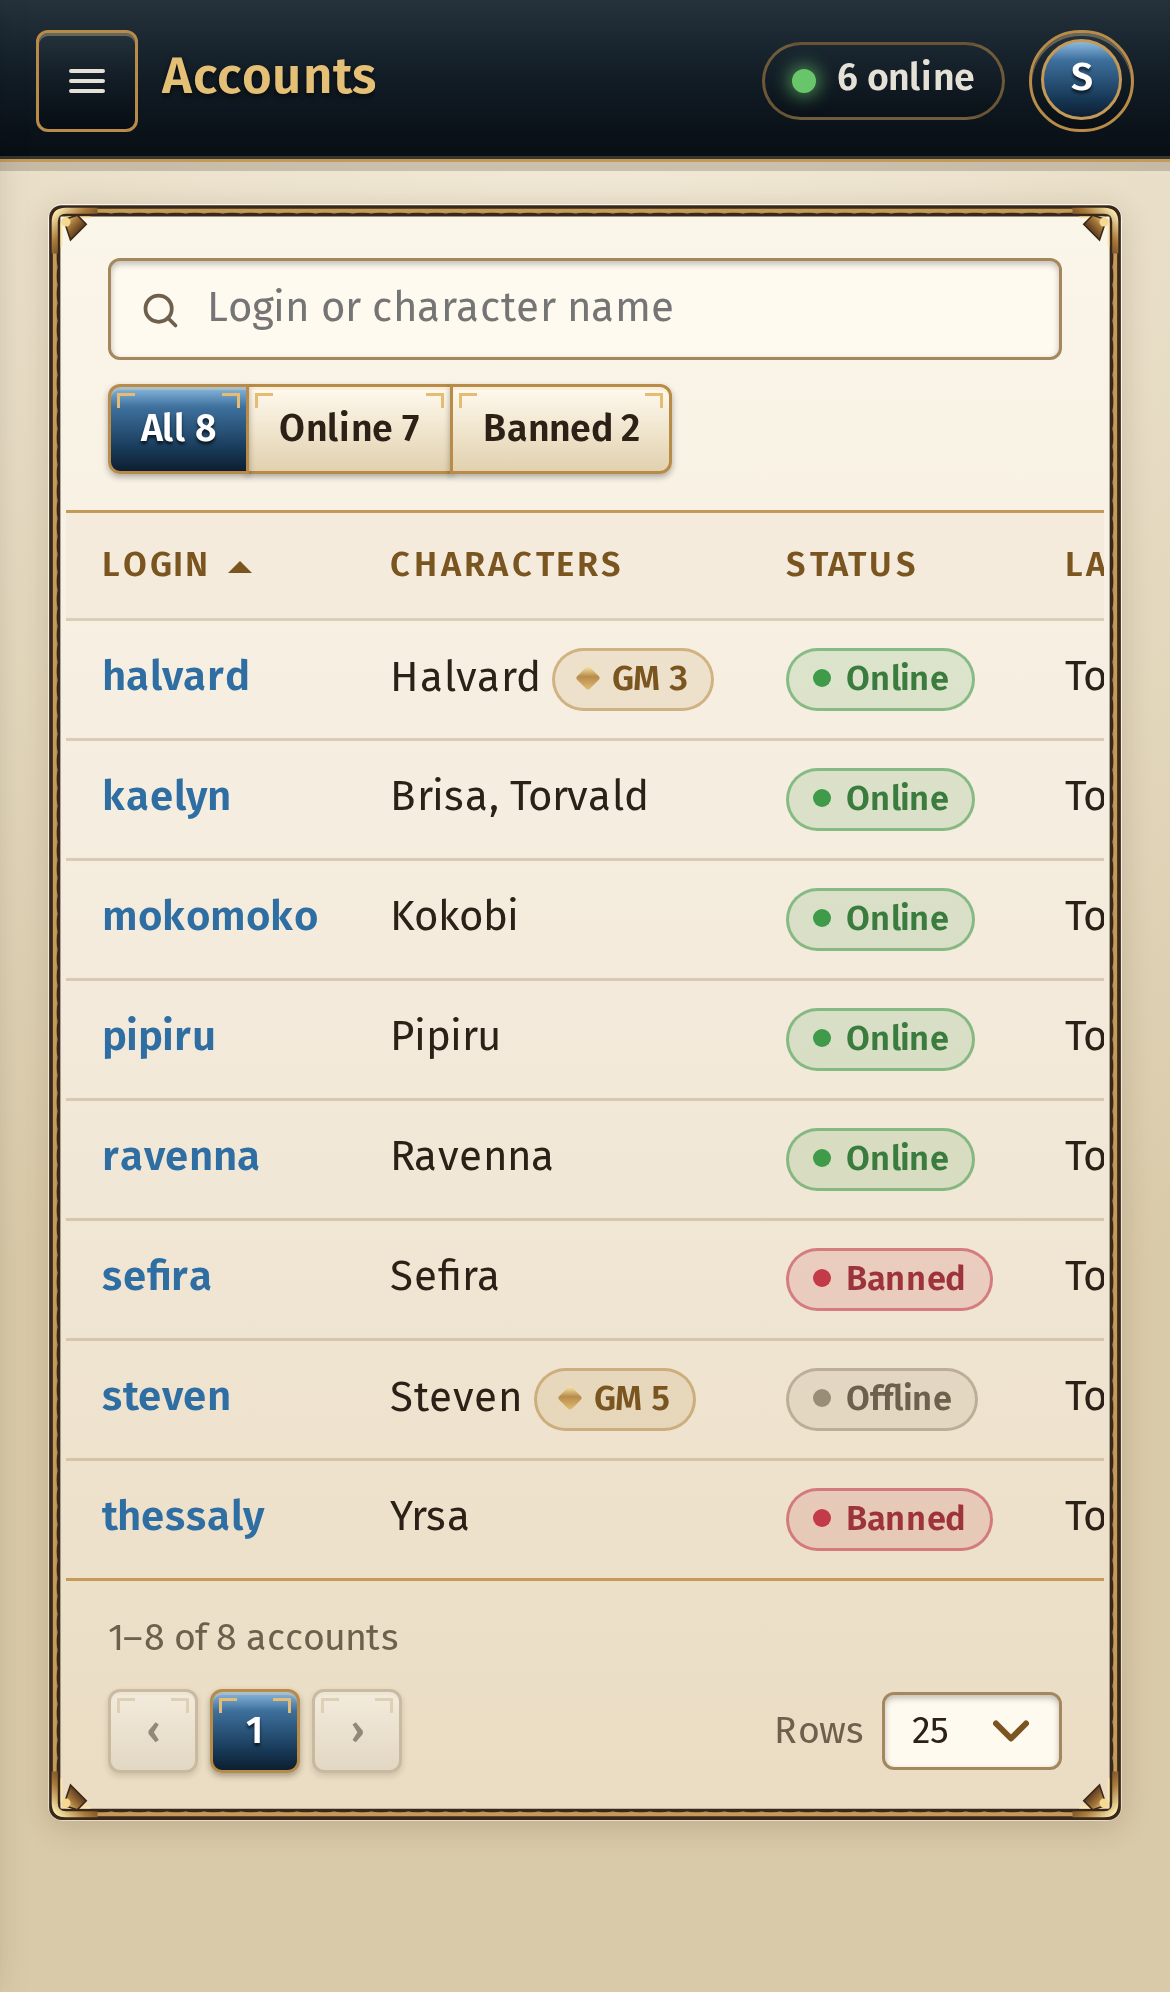 Accounts
6 online
S
Login or character name
All 8
Online 7
Banned 2
LOGIN
CHARACTERS
STATUS
LA
halvard Halvard GM 3 Online To
kaelyn Brisa, Torvald Online To
mokomoko Kokobi Online To
pipiru Pipiru Online To
ravenna Ravenna Online To
sefira Sefira Banned To
steven Steven GM 5 Offline To
thessaly Yrsa Banned To
1–8 of 8 accounts
‹ 1 › Rows 25